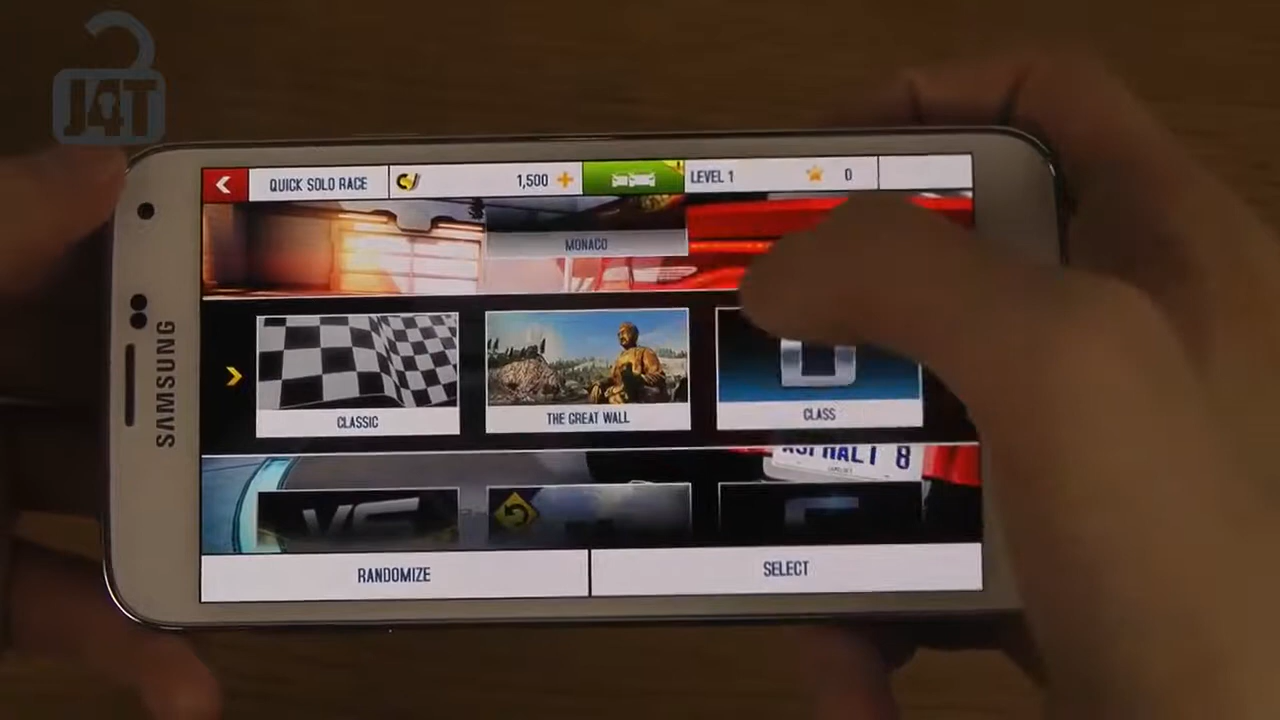 J4T
QUICK SOLO RACE
1,500
LEVEL 1
0
MONACO
SAMSUNG
CLASSIC
THE GREAT WALL
CLASS
ASPHALT 8
VS
RANDOMIZE
SELECT